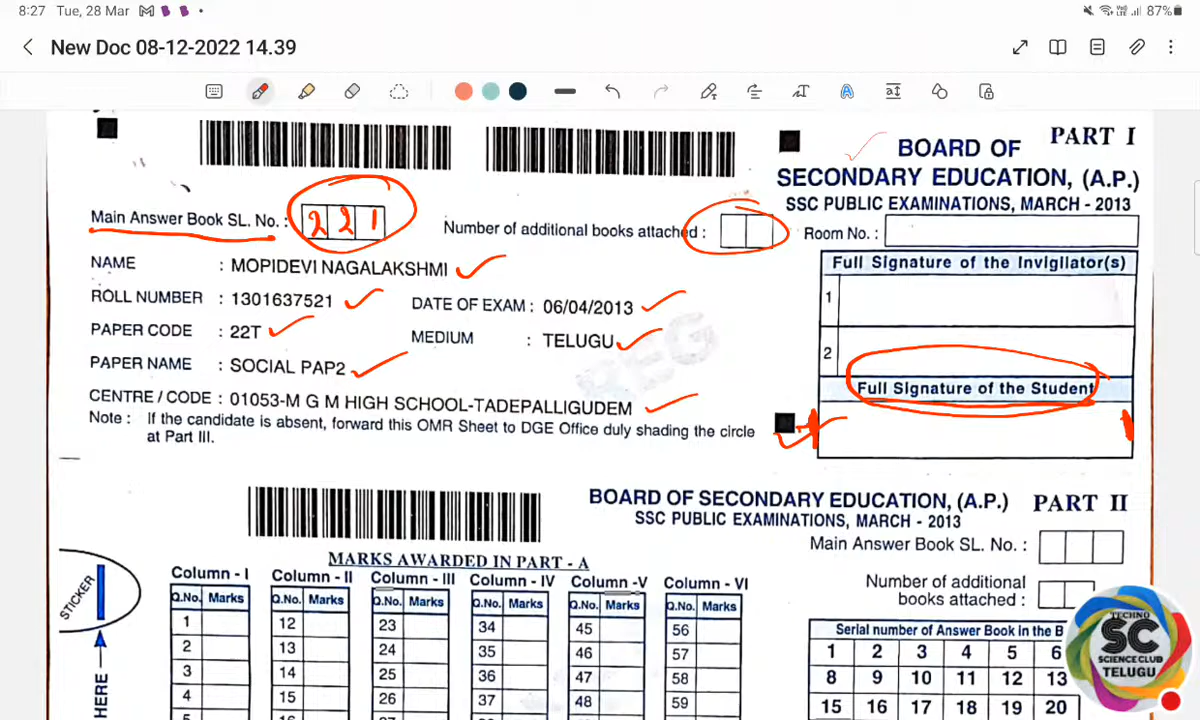 8:27 Tue, 28 Mar
87%
New Doc 08-12-2022 14.39
PART I
BOARD OF
SECONDARY EDUCATION, (A.P.)
SSC PUBLIC EXAMINATIONS, MARCH - 2013
Main Answer Book SL. No. : 2 2 1
Number of additional books attached :
Room No. :
NAME : MOPIDEVI NAGALAKSHMI
Full Signature of the Invigilator(s)
ROLL NUMBER : 1301637521
DATE OF EXAM : 06/04/2013
1
PAPER CODE : 22T
MEDIUM : TELUGU
2
PAPER NAME : SOCIAL PAP2
Full Signature of the Student
CENTRE / CODE : 01053-M G M HIGH SCHOOL-TADEPALLIGUDEM
Note : If the candidate is absent, forward this OMR Sheet to DGE Office duly shading the circle
at Part III.
BOARD OF SECONDARY EDUCATION, (A.P.) PART II
SSC PUBLIC EXAMINATIONS, MARCH - 2013
Main Answer Book SL. No. :
Number of additional
books attached :
MARKS AWARDED IN PART - A
Column - I Column - II Column - III Column - IV Column -V Column - VI
Q.No. Marks Q.No. Marks Q.No. Marks Q.No. Marks Q.No. Marks Q.No. Marks
1 12 23 34 45 56
2 13 24 35 46 57
3 14 25 36 47 58
4 15 26 37 48 59
STICKER
HERE
Serial number of Answer Book in the B
1 2 3 4 5 6
8 9 10 11 12 13
15 16 17 18 19 20
TECHNO
SC
SCIENCE CLUB
TELUGU